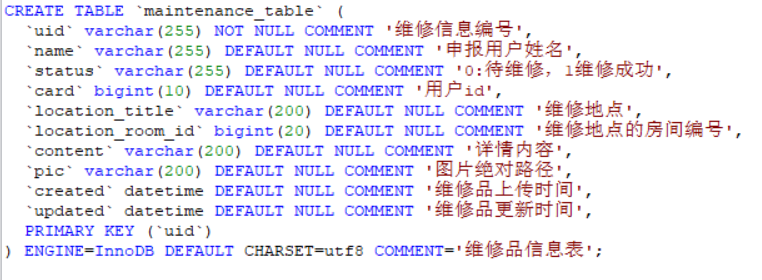 CREATE TABLE `maintenance_table` (
  `uid` varchar(255) NOT NULL COMMENT '维修信息编号',
  `name` varchar(255) DEFAULT NULL COMMENT '申报用户姓名',
  `status` varchar(255) DEFAULT NULL COMMENT '0:待维修，1维修成功',
  `card` bigint(10) DEFAULT NULL COMMENT '用户id',
  `location_title` varchar(200) DEFAULT NULL COMMENT '维修地点',
  `location_room_id` bigint(20) DEFAULT NULL COMMENT '维修地点的房间编号',
  `content` varchar(200) DEFAULT NULL COMMENT '详情内容',
  `pic` varchar(200) DEFAULT NULL COMMENT '图片绝对路径',
  `created` datetime DEFAULT NULL COMMENT '维修品上传时间',
  `updated` datetime DEFAULT NULL COMMENT '维修品更新时间',
  PRIMARY KEY (`uid`)
) ENGINE=InnoDB DEFAULT CHARSET=utf8 COMMENT='维修品信息表';